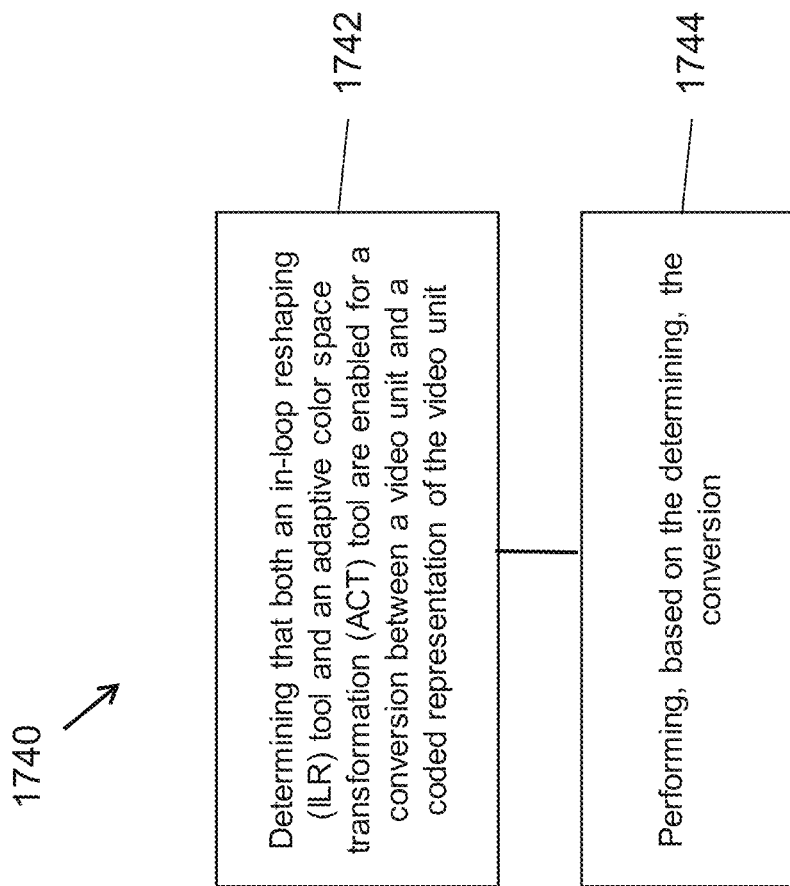 1740
Determining that both an in-loop reshaping
(ILR) tool and an adaptive color space
transformation (ACT) tool are enabled for a
conversion between a video unit and a
coded representation of the video unit
1742
Performing, based on the determining, the
conversion
1744